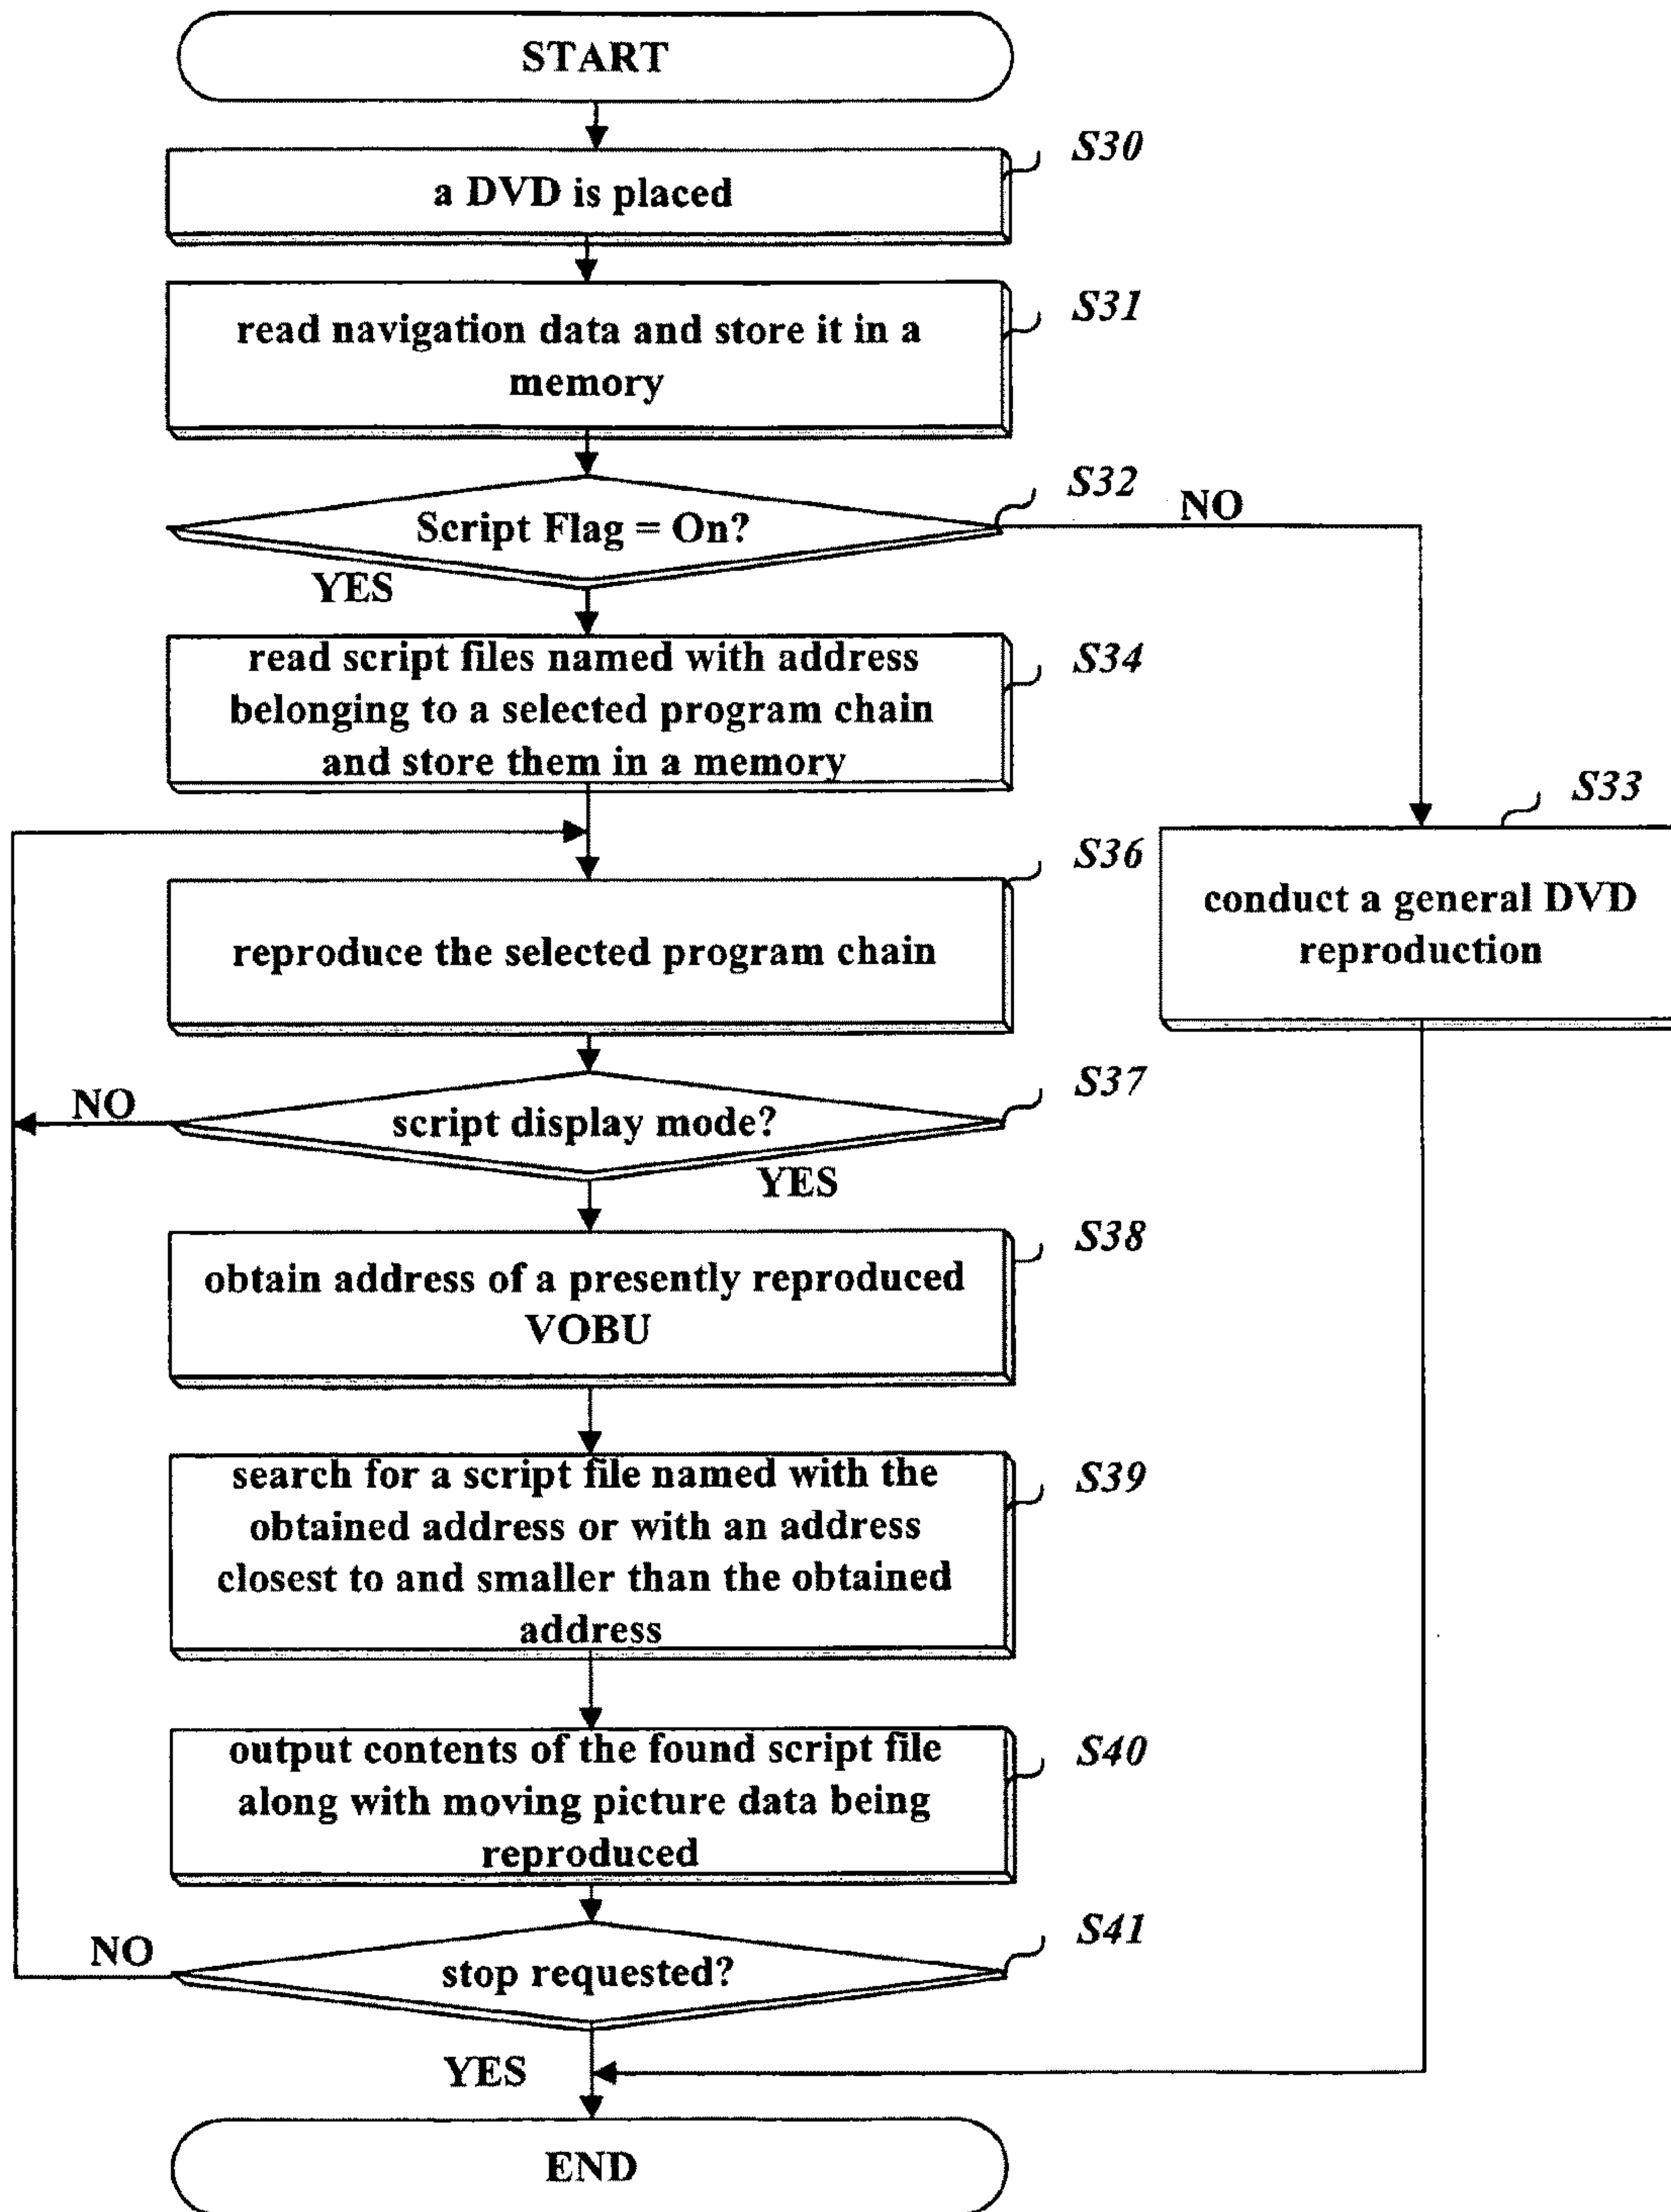 START
S30
a DVD is placed
S31
read navigation data and store it in a
memory
S32
NO
Script Flag = On?
YES
S34
read script files named with address
belonging to a selected program chain
and store them in a memory
S33
conduct a general DVD
reproduction
S36
reproduce the selected program chain
S37
NO
script display mode?
YES
S38
obtain address of a presently reproduced
VOBU
S39
search for a script file named with the
obtained address or with an address
closest to and smaller than the obtained
address
S40
output contents of the found script file
along with moving picture data being
reproduced
S41
NO
stop requested?
YES
END